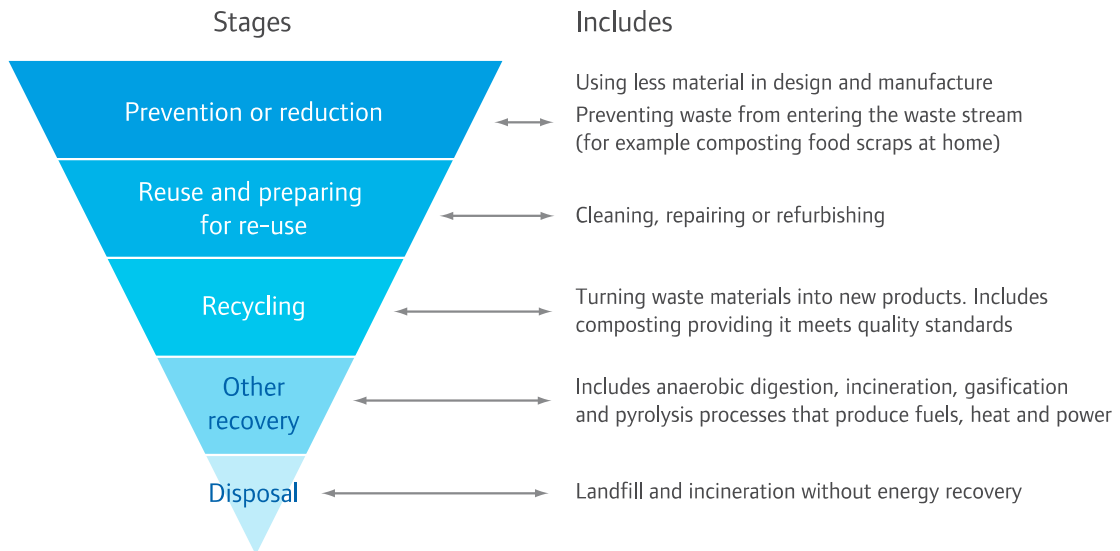 Stages
Includes
Prevention or reduction
Using less material in design and manufacture
Preventing waste from entering the waste stream
(for example composting food scraps at home)
Reuse and preparing
for re-use
Cleaning, repairing or refurbishing
Recycling
Turning waste materials into new products. Includes
composting providing it meets quality standards
Other
recovery
Includes anaerobic digestion, incineration, gasification
and pyrolysis processes that produce fuels, heat and power
Disposal
Landfill and incineration without energy recovery